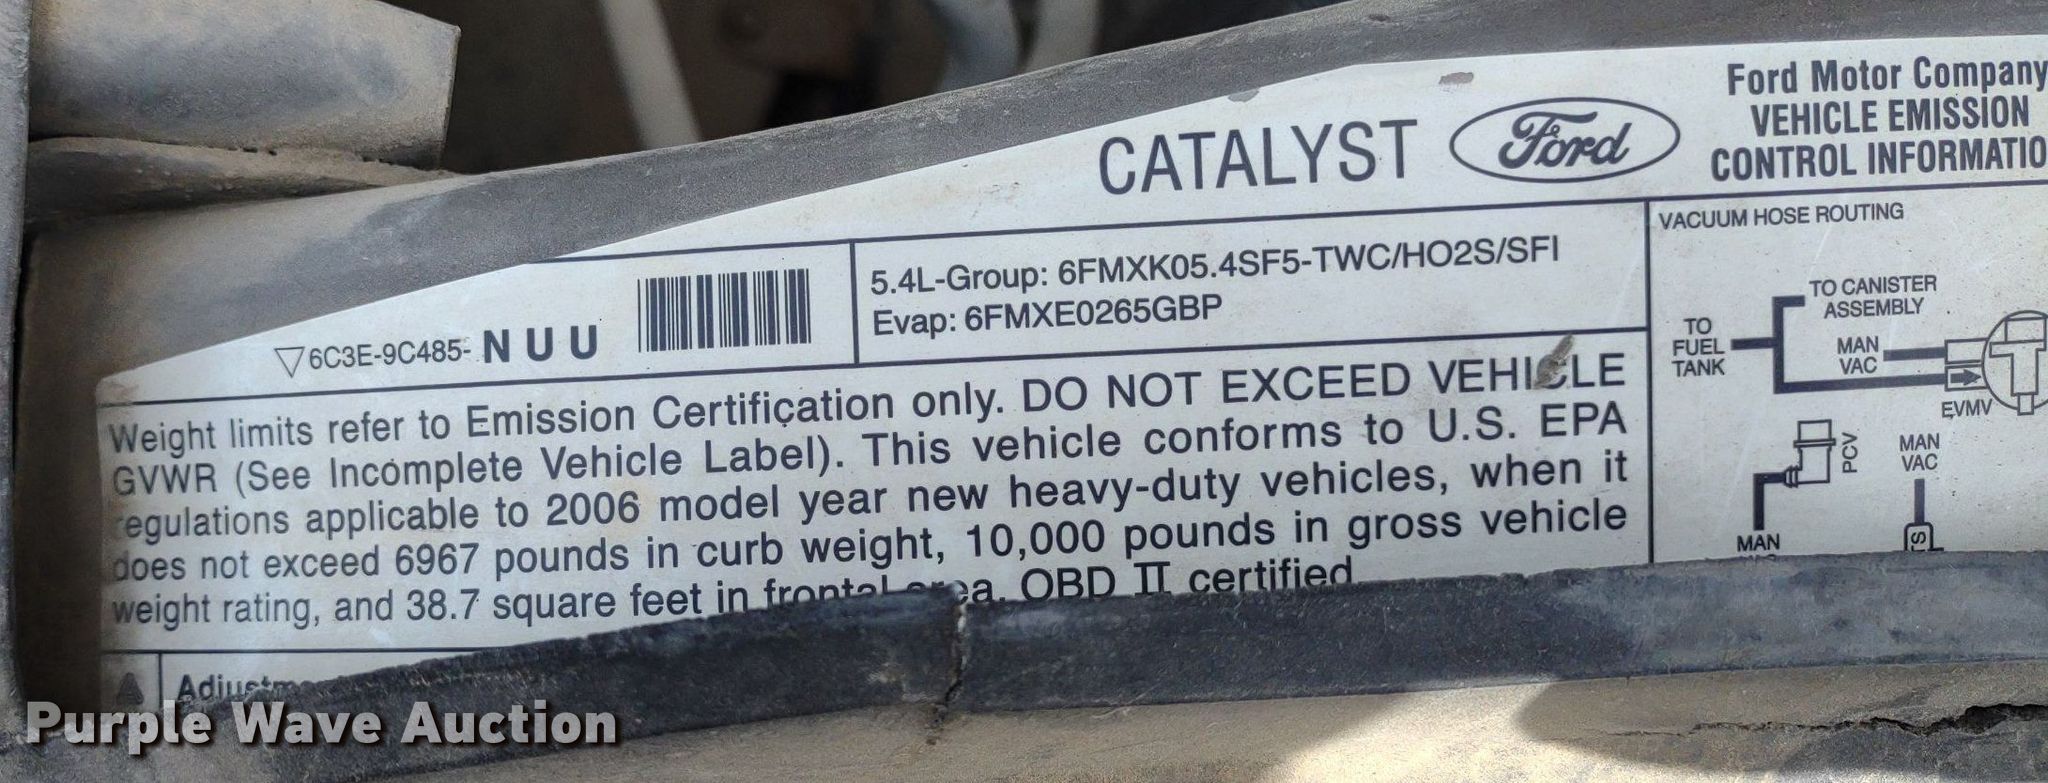 CATALYST
Ford
Ford Motor Company
VEHICLE EMISSION
CONTROL INFORMATIO
6C3E-9C485- NUU
5.4L-Group: 6FMXK05.4SF5-TWC/HO2S/SFI
Evap: 6FMXE0265GBP
Weight limits refer to Emission Certification only. DO NOT EXCEED VEHICLE
GVWR (See Incomplete Vehicle Label). This vehicle conforms to U.S. EPA
regulations applicable to 2006 model year new heavy-duty vehicles, when it
does not exceed 6967 pounds in curb weight, 10,000 pounds in gross vehicle
weight rating, and 38.7 square feet in frontal area. OBD II certified
VACUUM HOSE ROUTING
TO CANISTER
ASSEMBLY
TO
FUEL
TANK
MAN
VAC
EVMV
PCV
MAN
VAC
MAN
Purple Wave Auction